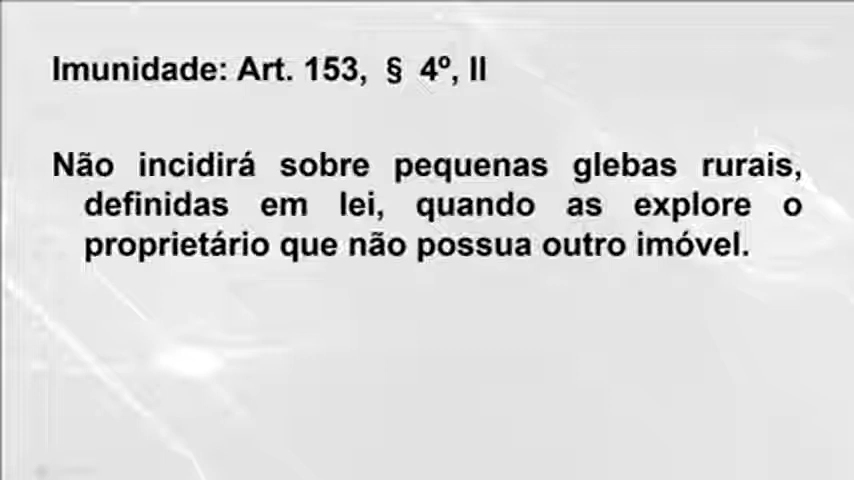 Imunidade: Art. 153, § 4º, II
Não incidirá sobre pequenas glebas rurais,
definidas em lei, quando as explore o
proprietário que não possua outro imóvel.